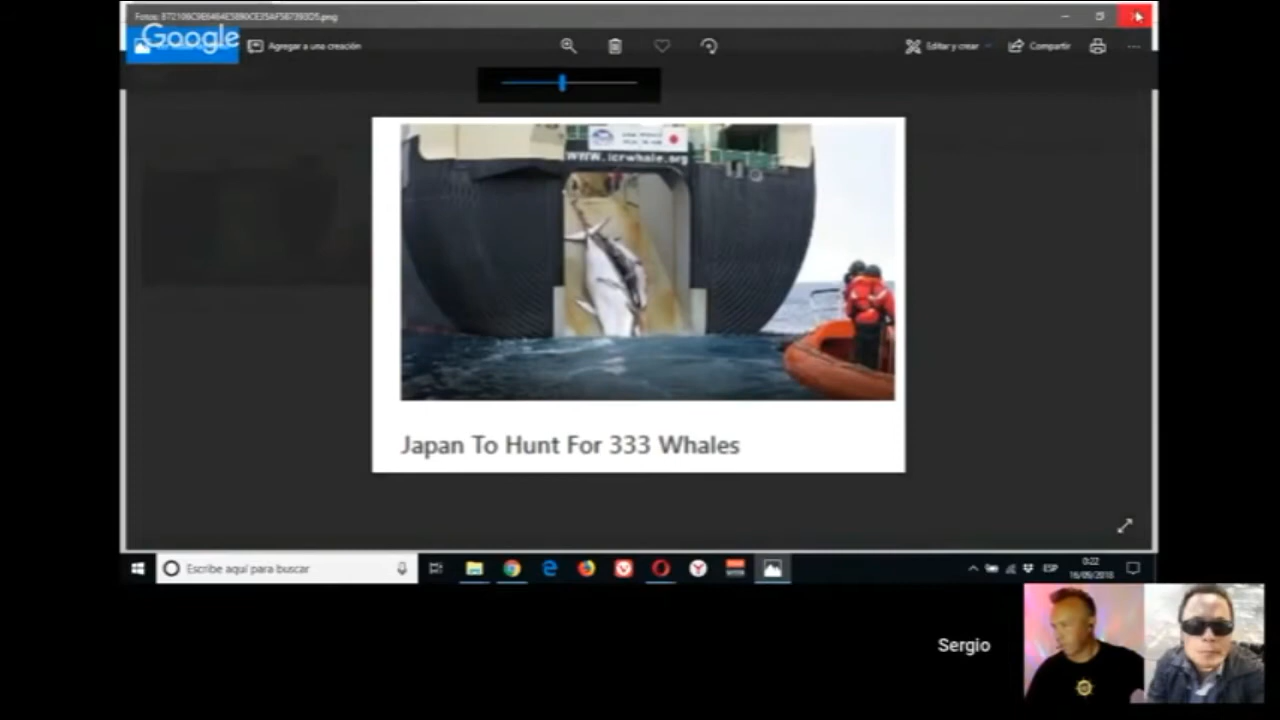 Google
Agregar a una creación
Editar y crear
Compartir
www.icrwhale.org
Japan To Hunt For 333 Whales
Escribe aquí para buscar
ESP
0:22
16/09/2018
Sergio